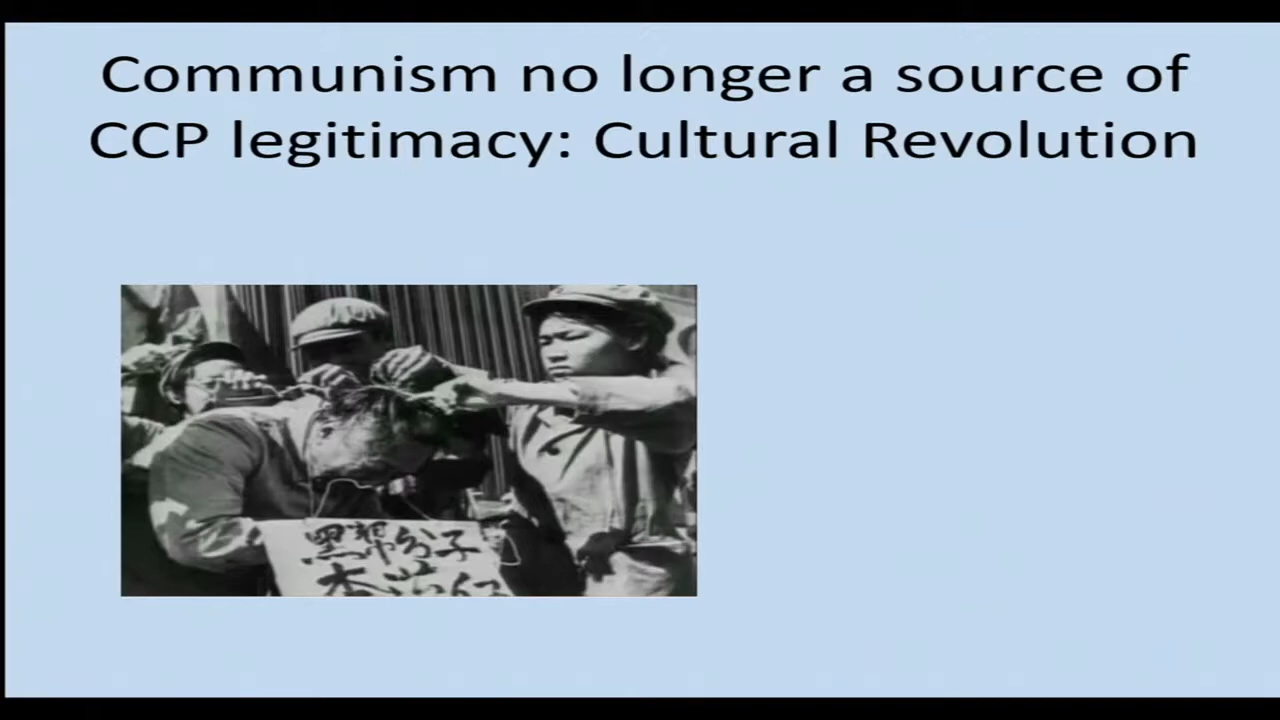 Communism no longer a source of
CCP legitimacy: Cultural Revolution
黑帮分子